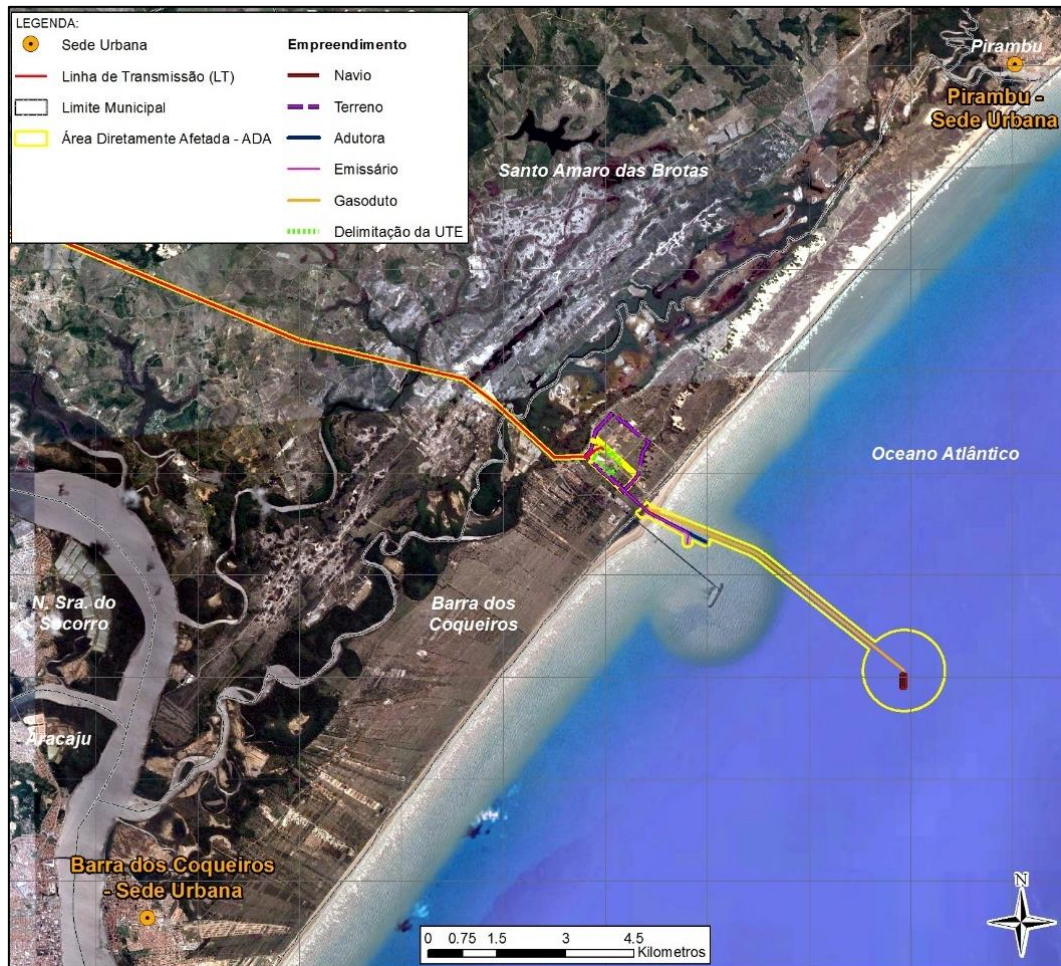 LEGENDA:
Sede Urbana
Linha de Transmissão (LT)
Limite Municipal
Área Diretamente Afetada - ADA
Empreendimento
Navio
Terreno
Adutora
Emissário
Gasoduto
Delimitação da UTE
Pirambu
Pirambu -
Sede Urbana
Santo Amaro das Brotas
Oceano Atlântico
N. Sra. do
Socorro
Barra dos
Coqueiros
Aracaju
Barra dos Coqueiros
- Sede Urbana
N
0 0.75 1.5 3 4.5
Kilometros